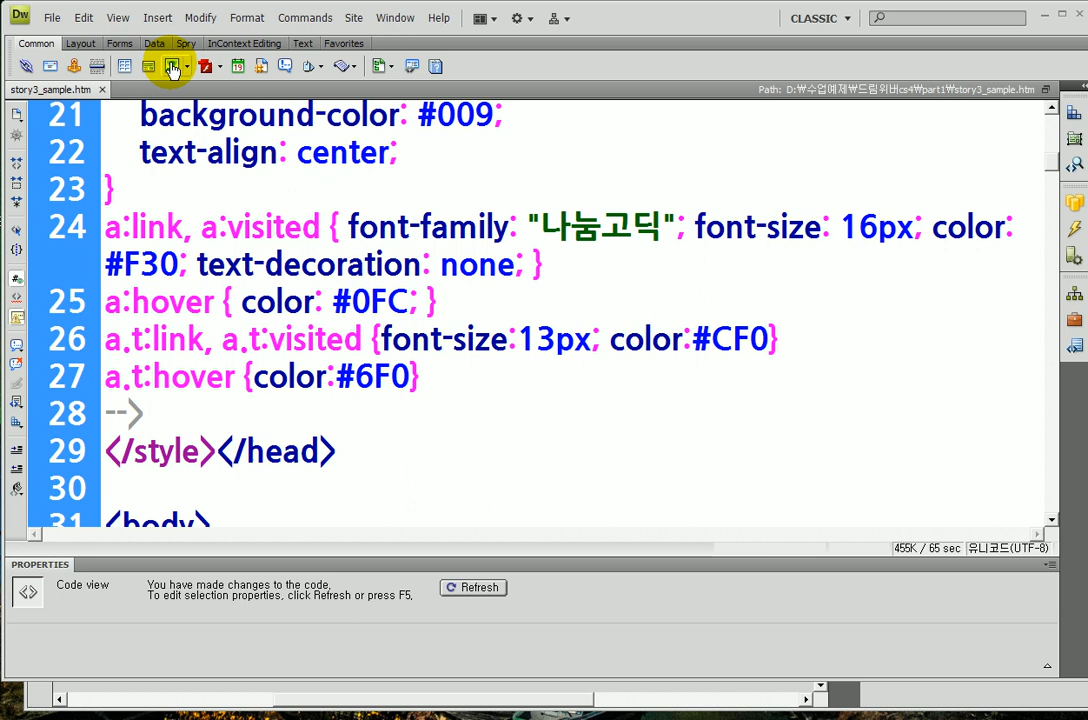 Dw File Edit View Insert Modify Format Commands Site Window Help CLASSIC
Common Layout Forms Data Spry InContext Editing Text Favorites
story3_sample.htm Path: D:₩수업예제₩드림위버cs4₩part1₩story3_sample.htm
21 background-color: #009;
22 text-align: center;
23 }
24 a:link, a:visited { font-family: "나눔고딕"; font-size: 16px; color:
#F30; text-decoration: none; }
25 a:hover { color: #0FC; }
26 a.t:link, a.t:visited {font-size:13px; color:#CF0}
27 a.t:hover {color:#6F0}
28 -->
29 </style></head>
30
31 <body>
455K / 65 sec 유니코드(UTF-8)
PROPERTIES
Code view You have made changes to the code. Refresh
To edit selection properties, click Refresh or press F5.